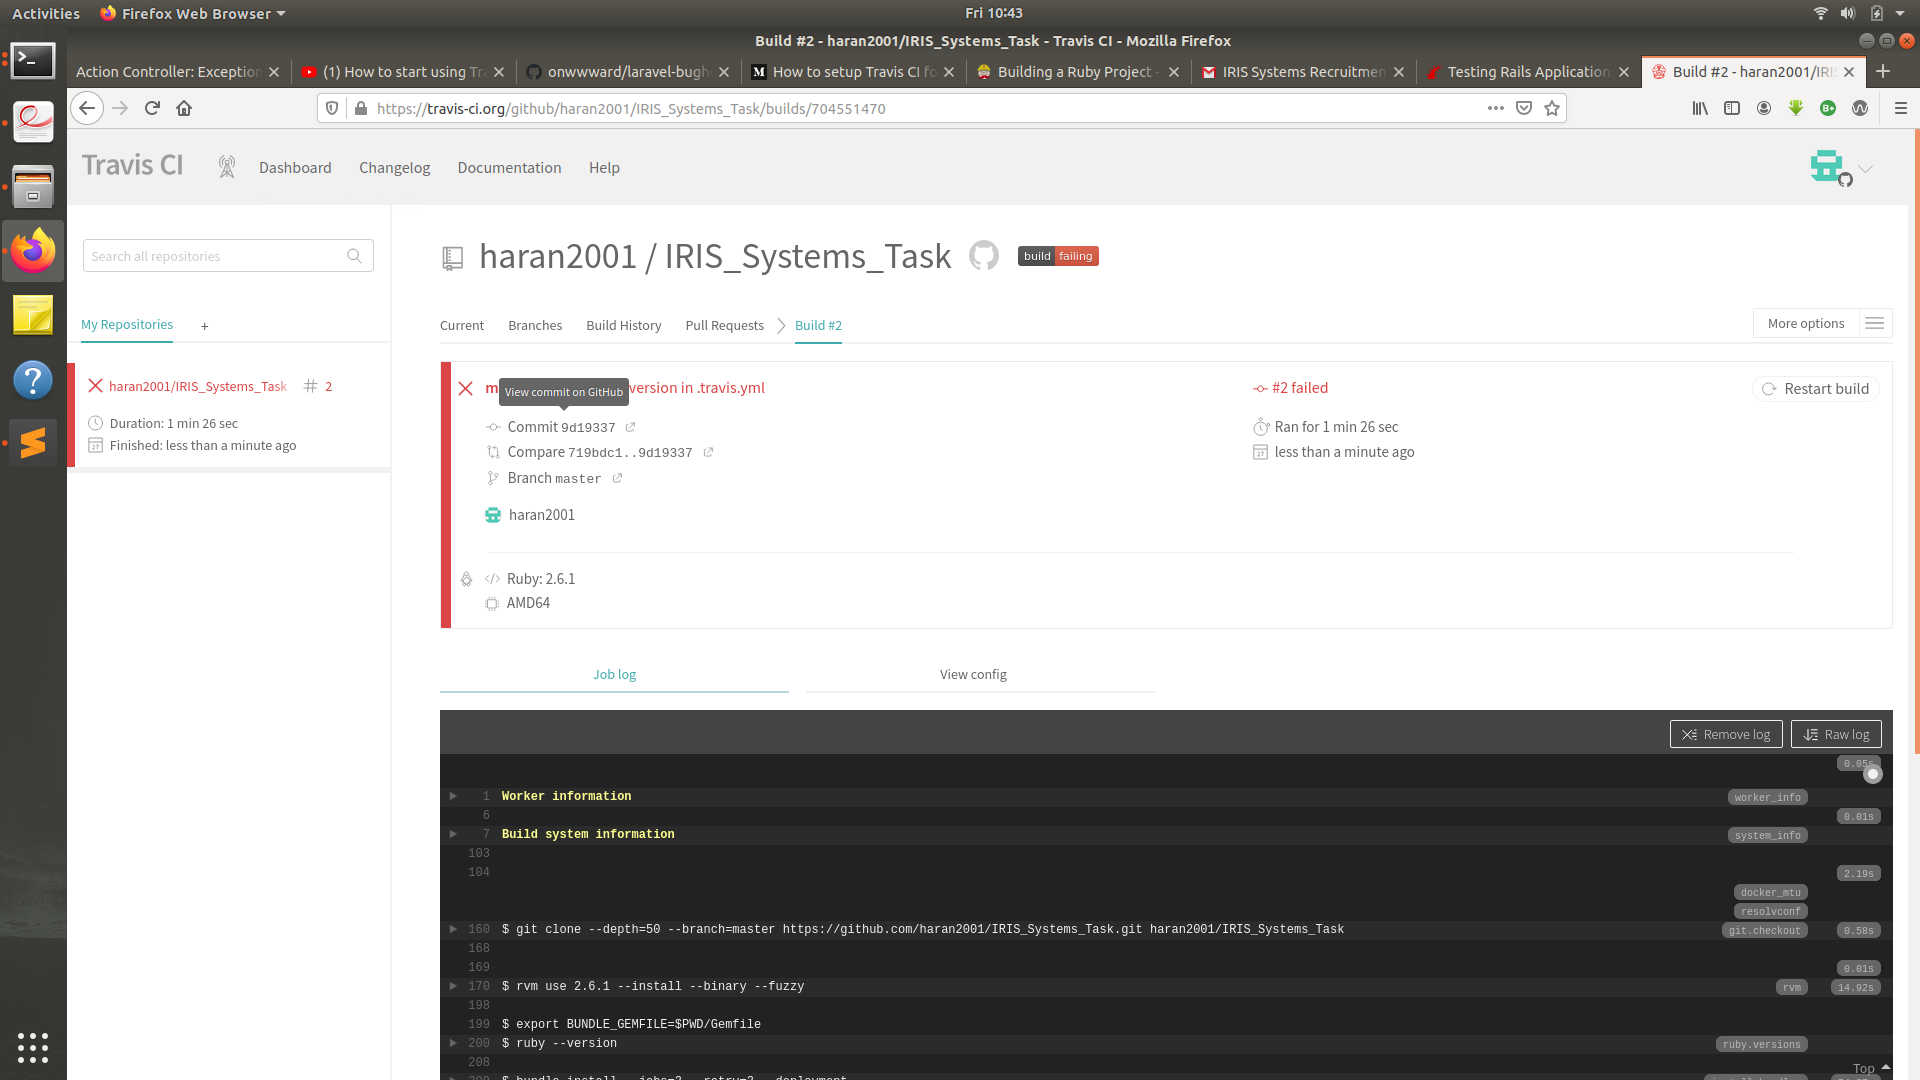 Activities
Firefox Web Browser
Fri 10:43
Build #2 - haran2001/IRIS_Systems_Task - Travis CI - Mozilla Firefox
Action Controller: Exception
(1) How to start using Tra
onwwward/laravel-bugh
How to setup Travis CI fo
Building a Ruby Project -
IRIS Systems Recruitmen
Testing Rails Application
Build #2 - haran2001/IRIS
https://travis-ci.org/github/haran2001/IRIS_Systems_Task/builds/704551470
Travis CI
Dashboard
Changelog
Documentation
Help
Search all repositories
My Repositories +
haran2001/IRIS_Systems_Task # 2
Duration: 1 min 26 sec
Finished: less than a minute ago
haran2001 / IRIS_Systems_Task
build failing
Current
Branches
Build History
Pull Requests
Build #2
More options
View commit on GitHub
version in .travis.yml
Commit 9d19337
Compare 719bdc1..9d19337
Branch master
haran2001
#2 failed
Ran for 1 min 26 sec
less than a minute ago
Restart build
Ruby: 2.6.1
AMD64
Job log
View config
Remove log
Raw log
0.05s
1 Worker information worker_info
6 0.01s
7 Build system information system_info
103
104 2.19s
docker_mtu
resolvconf
160 $ git clone --depth=50 --branch=master https://github.com/haran2001/IRIS_Systems_Task.git haran2001/IRIS_Systems_Task git.checkout 0.58s
168
169 0.01s
170 $ rvm use 2.6.1 --install --binary --fuzzy rvm 14.92s
198
199 $ export BUNDLE_GEMFILE=$PWD/Gemfile
200 $ ruby --version ruby.versions
208
Top
209 $ bundle install --jobs=3 --retry=3 --deployment